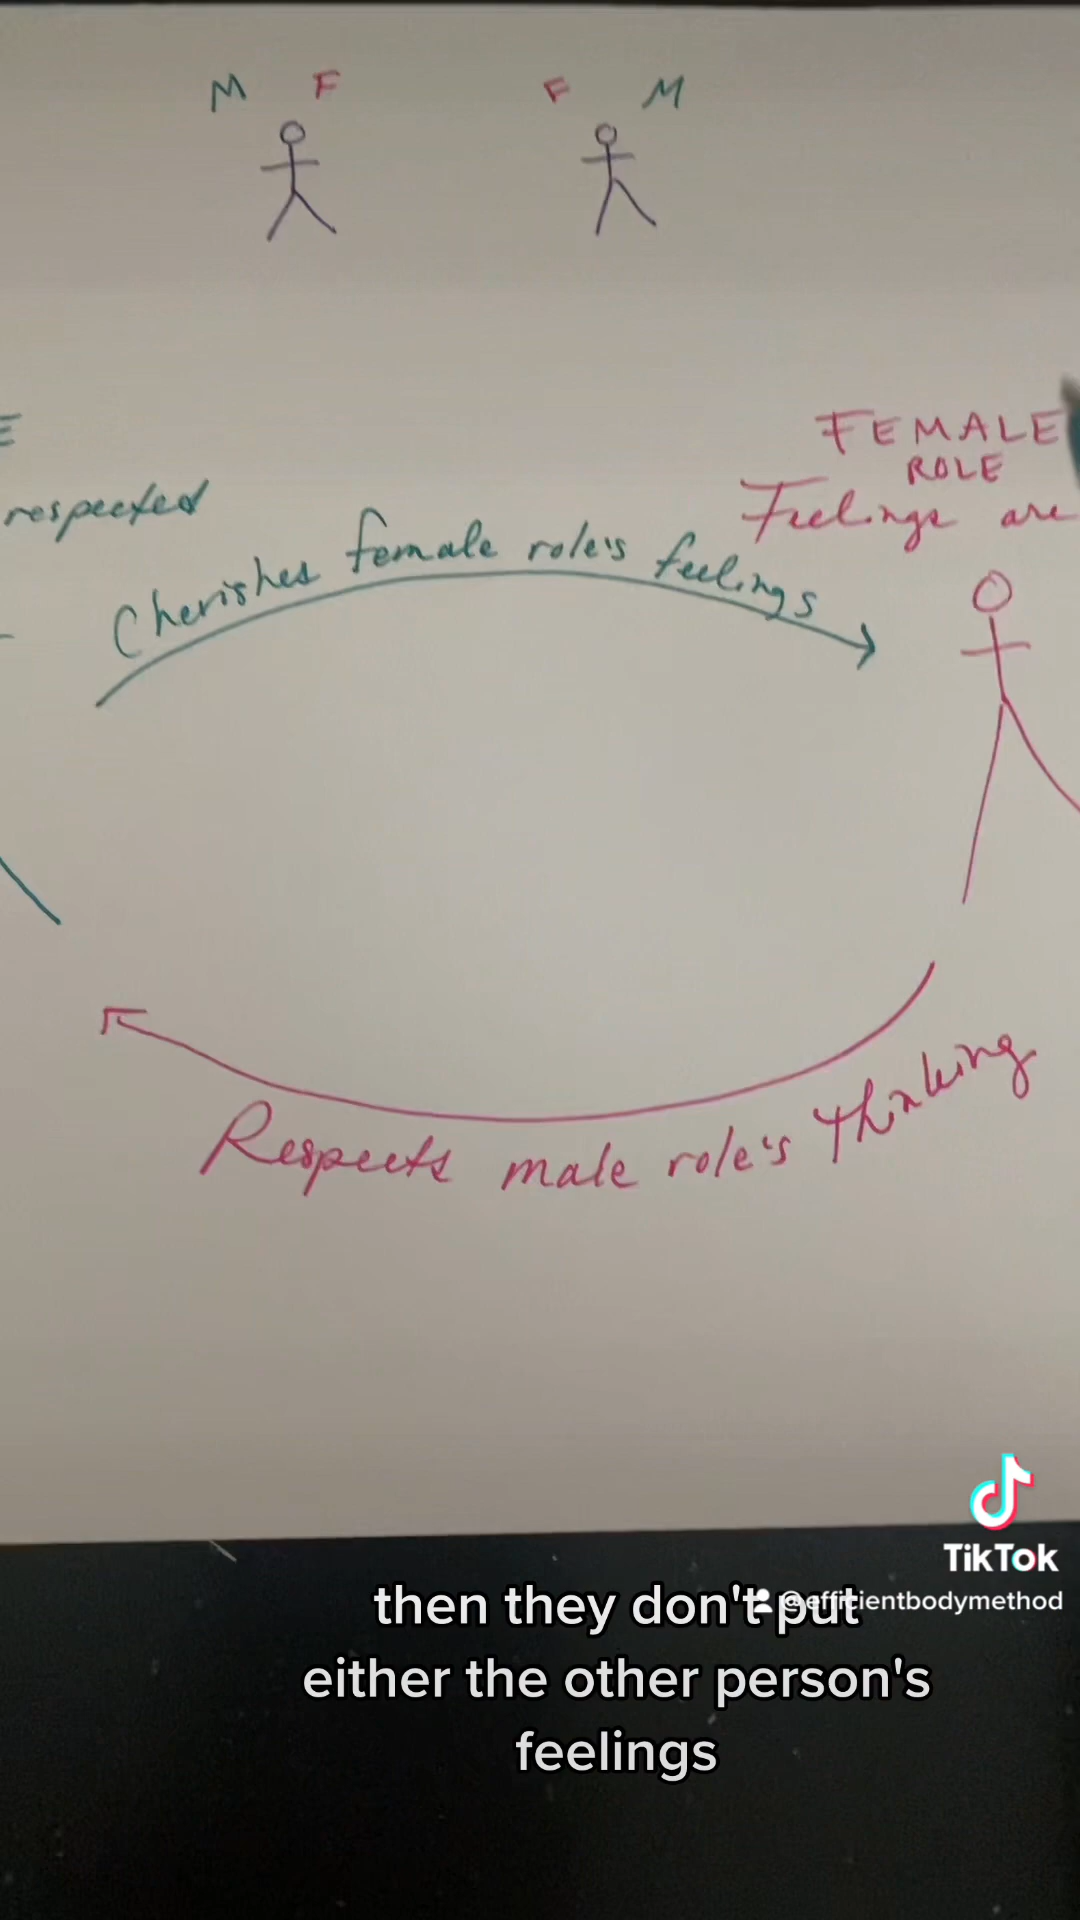 M F F M
E
FEMALE
ROLE
respected
Feelings are
Cherishes female role's feelings
Respects male role's thinking
TikTok
@efficientbodymethod
then they don't put
either the other person's
feelings